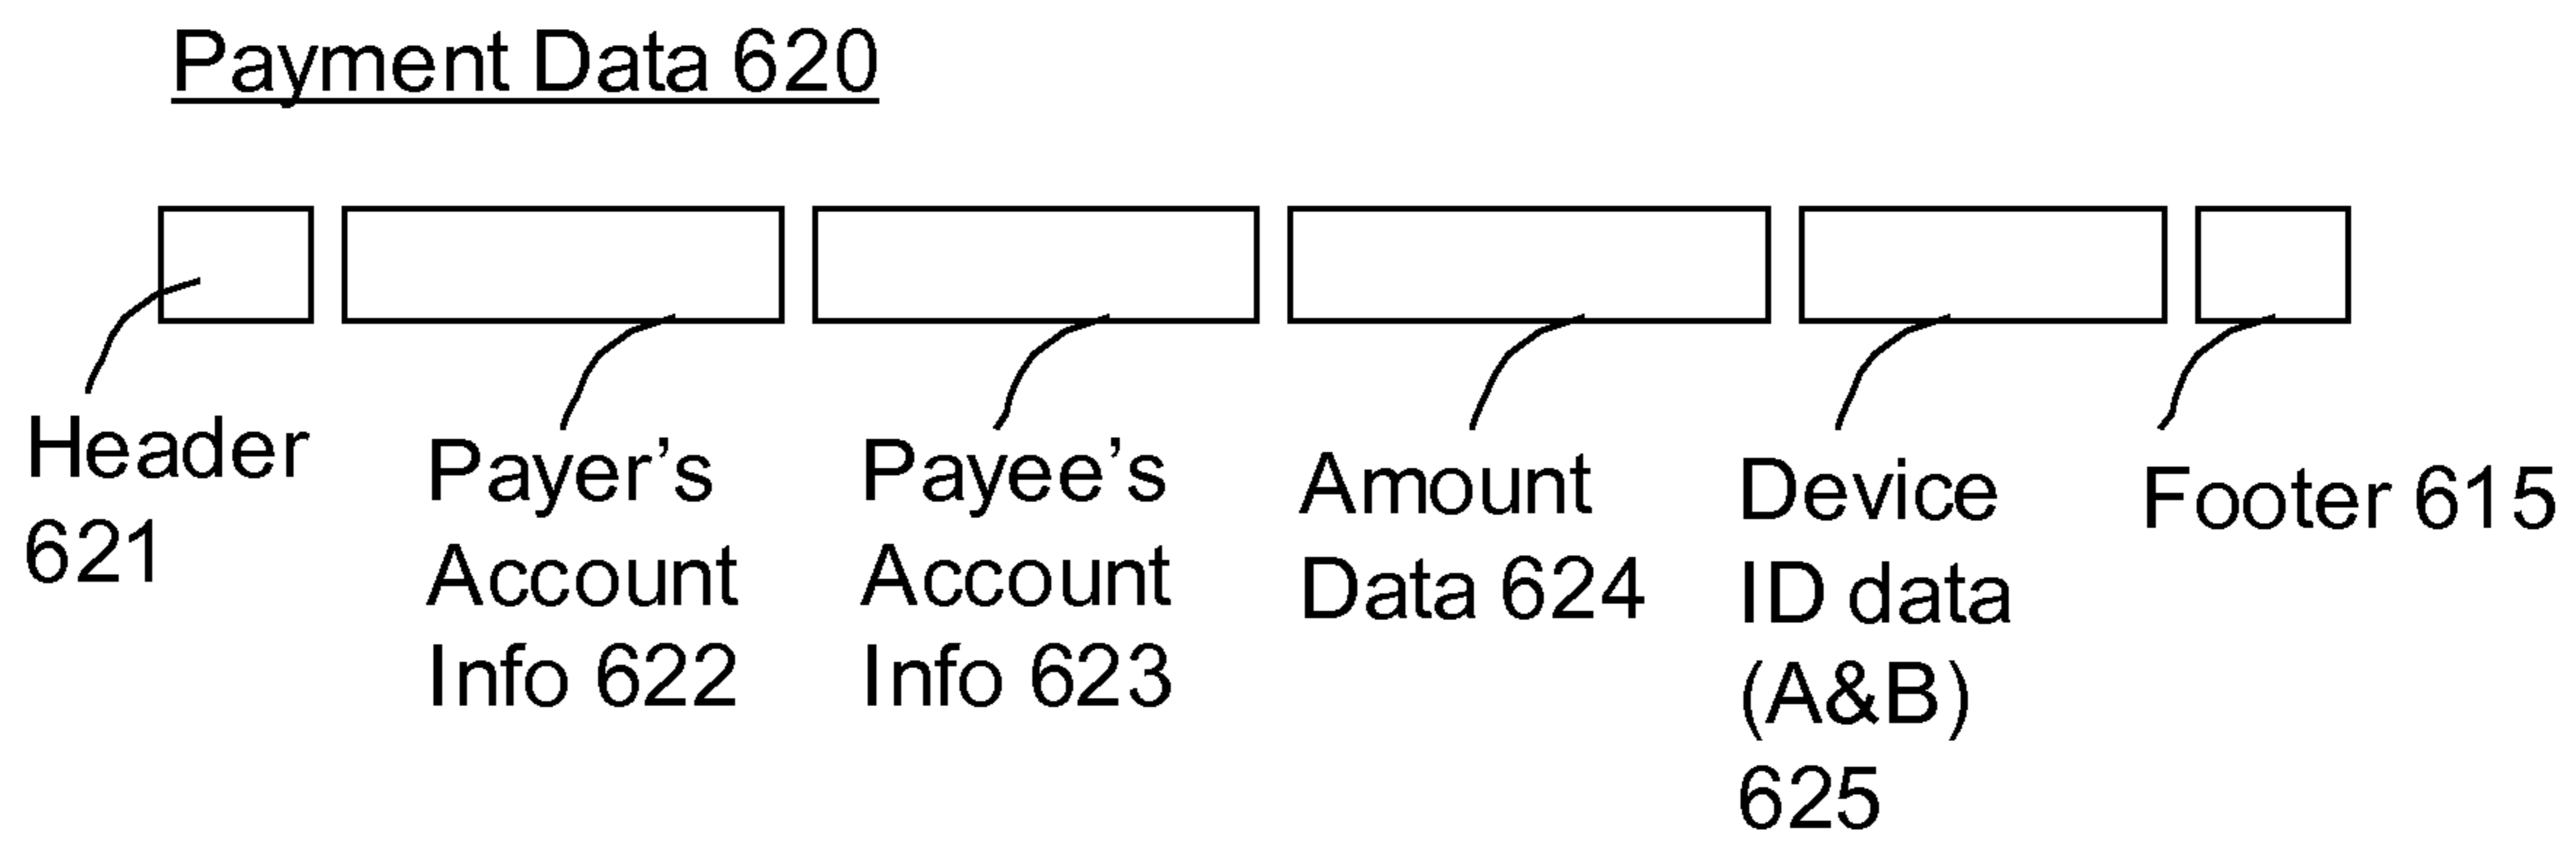 Payment Data 620
Header
621
Payer’s
Account
Info 622
Payee’s
Account
Info 623
Amount
Data 624
Device
ID data
(A&B)
625
Footer 615